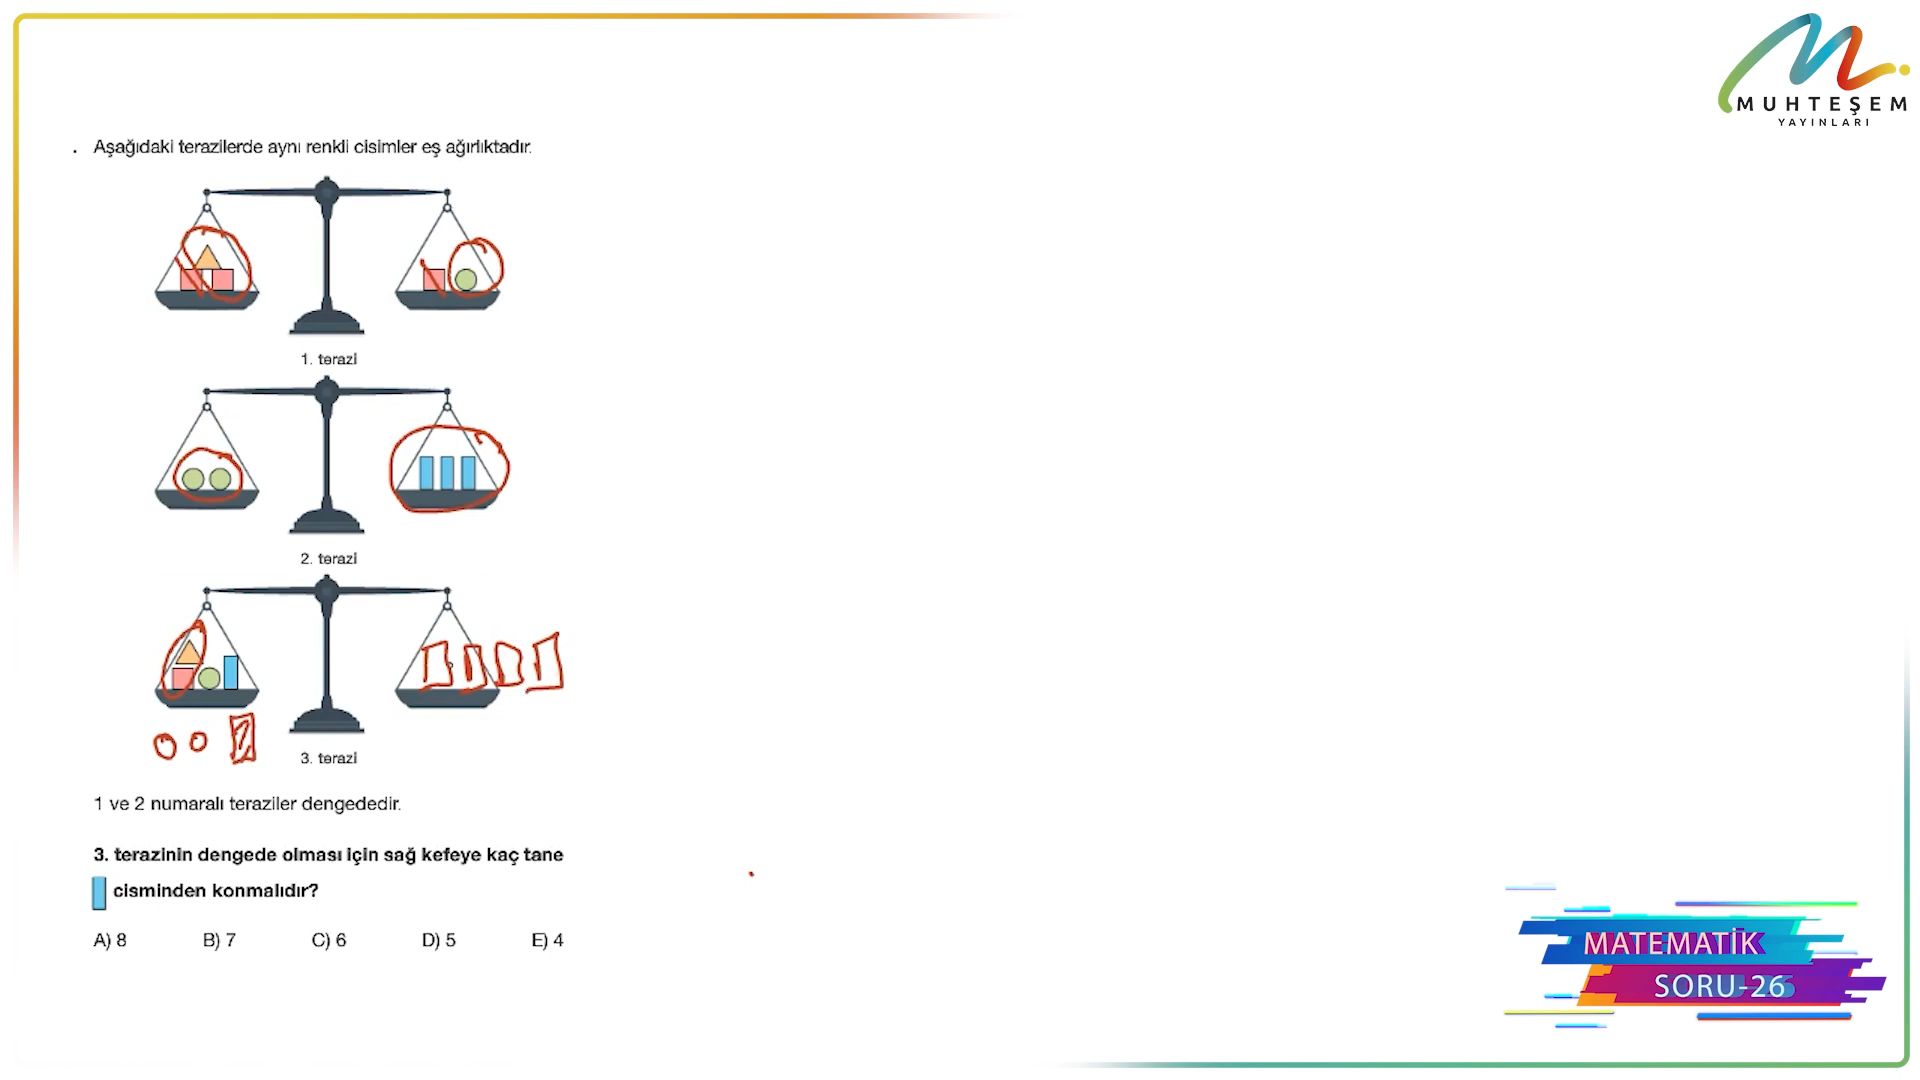 MUHTEŞEM
YAYINLARI
. Aşağıdaki terazilerde aynı renkli cisimler eş ağırlıktadır.
1. terazi
2. terazi
3. terazi
1 ve 2 numaralı teraziler dengededir.
3. terazinin dengede olması için sağ kefeye kaç tane
cisminden konmalıdır?
A) 8 B) 7 C) 6 D) 5 E) 4
MATEMATİK
SORU-26